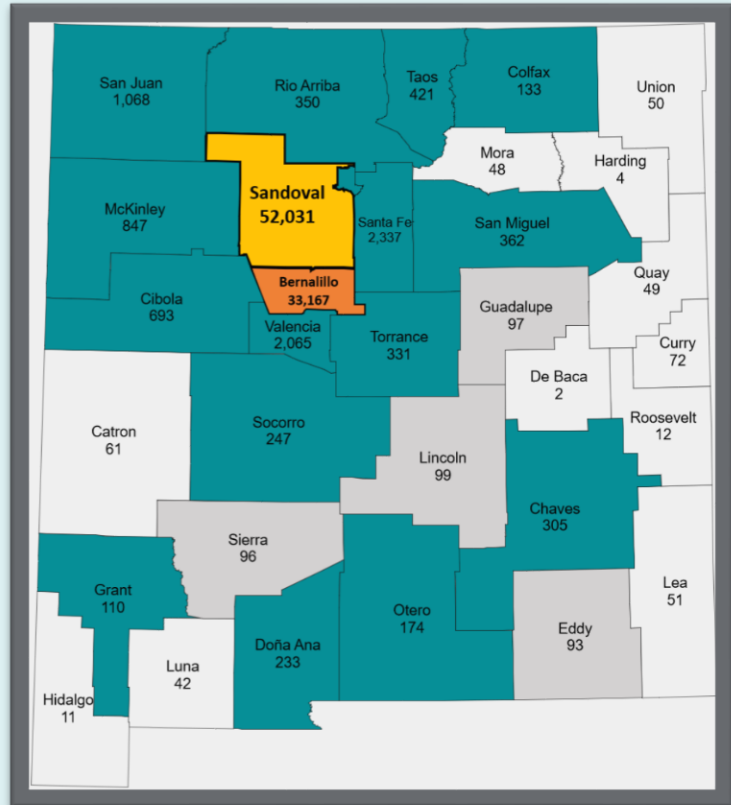 San Juan
1,068
Rio Arriba
350
Taos
421
Colfax
133
Union
50
Mora
48
Harding
4
McKinley
847
Sandoval
52,031
Santa Fe
2,337
San Miguel
362
Quay
49
Cibola
693
Bernalillo
33,167
Valencia
2,065
Torrance
331
Guadalupe
97
Curry
72
De Baca
2
Roosevelt
12
Catron
61
Socorro
247
Lincoln
99
Chaves
305
Sierra
96
Lea
51
Grant
110
Otero
174
Eddy
93
Doña Ana
233
Luna
42
Hidalgo
11